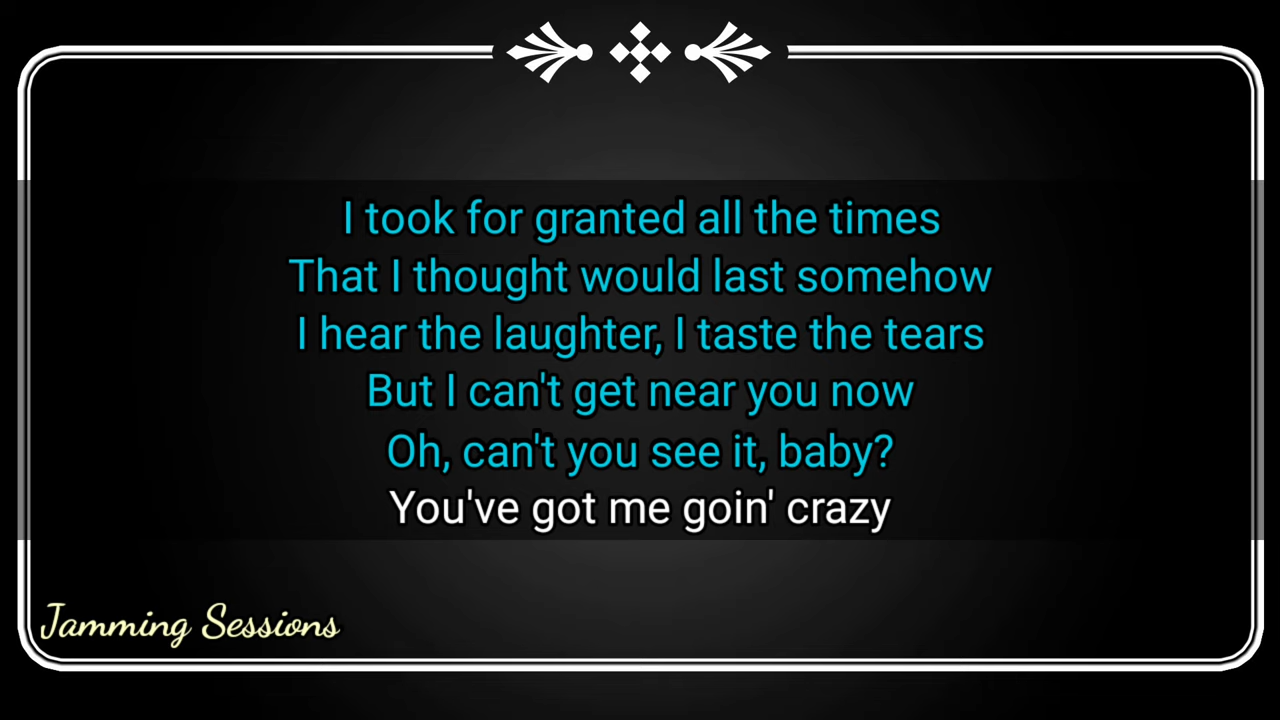 I took for granted all the times
That I thought would last somehow
I hear the laughter, I taste the tears
But I can't get near you now
Oh, can't you see it, baby?
You've got me goin' crazy
Jamming Sessions